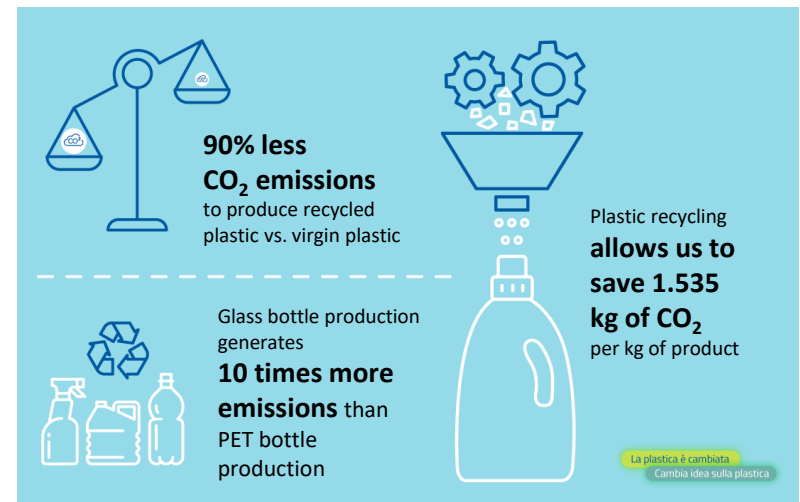 90% less
CO₂ emissions
to produce recycled
plastic vs. virgin plastic
Glass bottle production
generates
10 times more
emissions than
PET bottle
production
Plastic recycling
allows us to
save 1.535
kg of CO₂
per kg of product
CO₂
La plastica è cambiata
Cambia idea sulla plastica